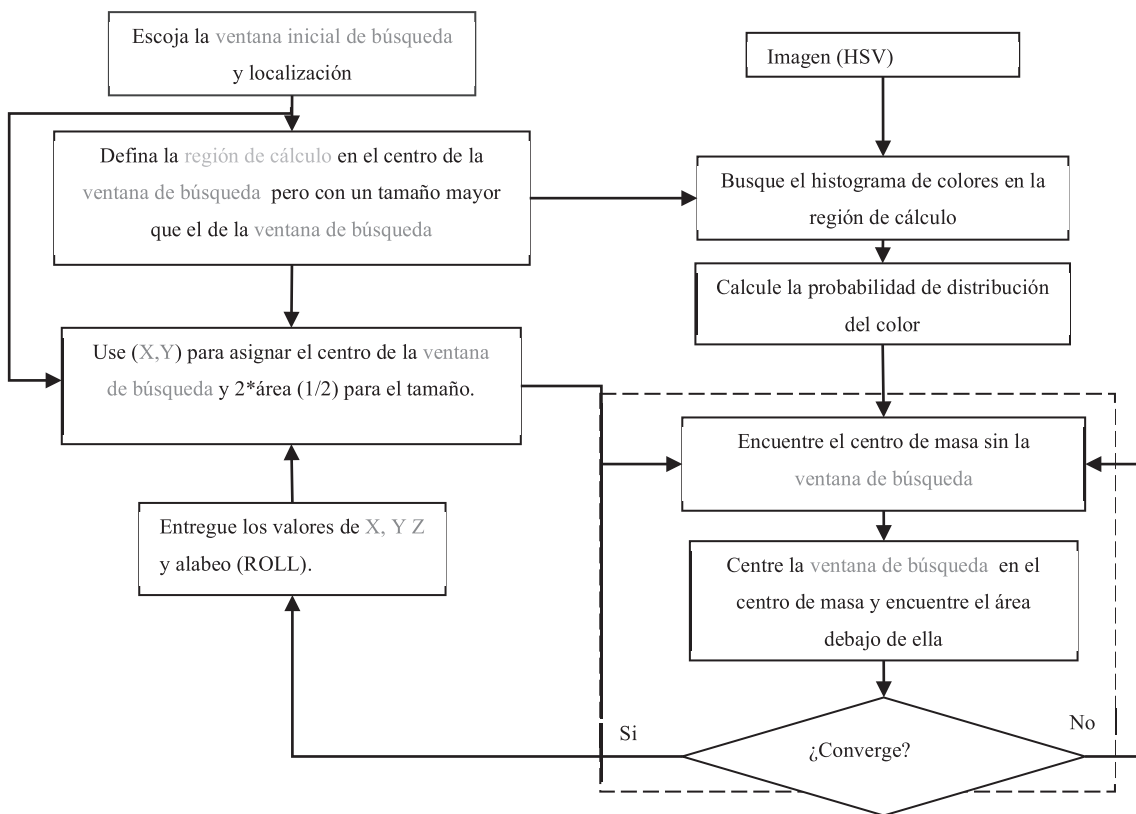 Escoja la ventana inicial de búsqueda
y localización
Imagen (HSV)
Defina la región de cálculo en el centro de la
ventana de búsqueda pero con un tamaño mayor
que el de la ventana de búsqueda
Busque el histograma de colores en la
región de cálculo
Calcule la probabilidad de distribución
del color
Use (X,Y) para asignar el centro de la ventana
de búsqueda y 2*área (1/2) para el tamaño.
Encuentre el centro de masa sin la
ventana de búsqueda
Entregue los valores de X, Y Z
y alabeo (ROLL).
Centre la ventana de búsqueda en el
centro de masa y encuentre el área
debajo de ella
Si
¿Converge?
No